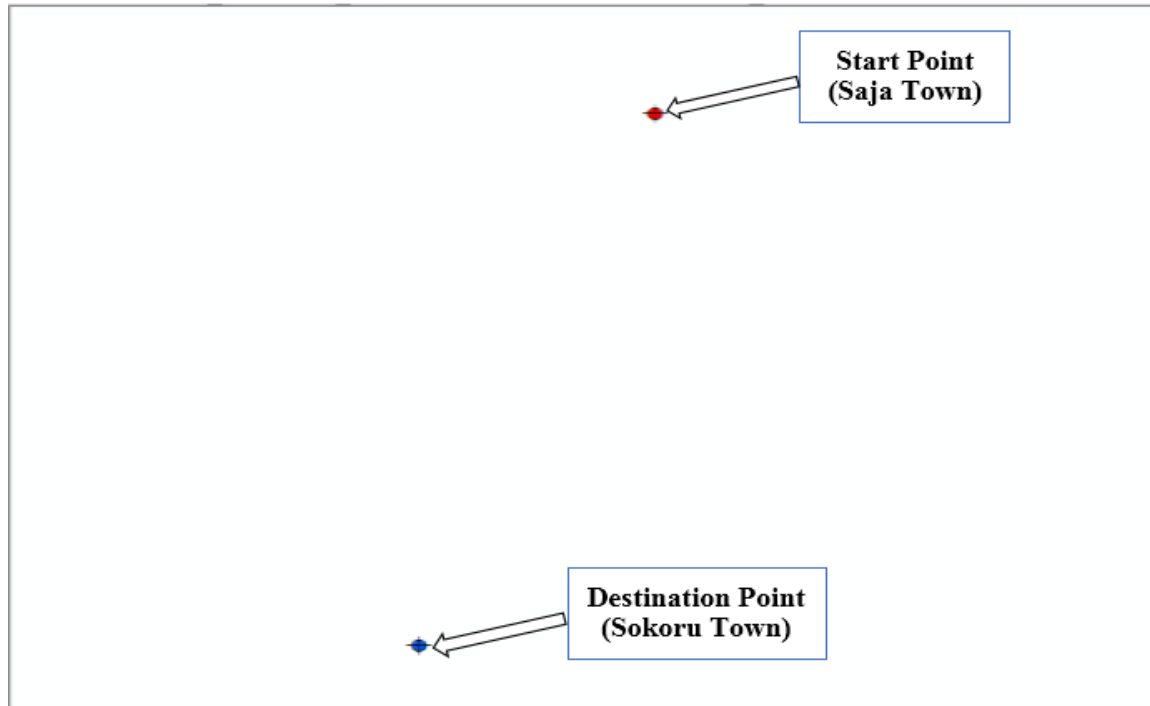 Start Point
(Saja Town)
Destination Point
(Sokoru Town)